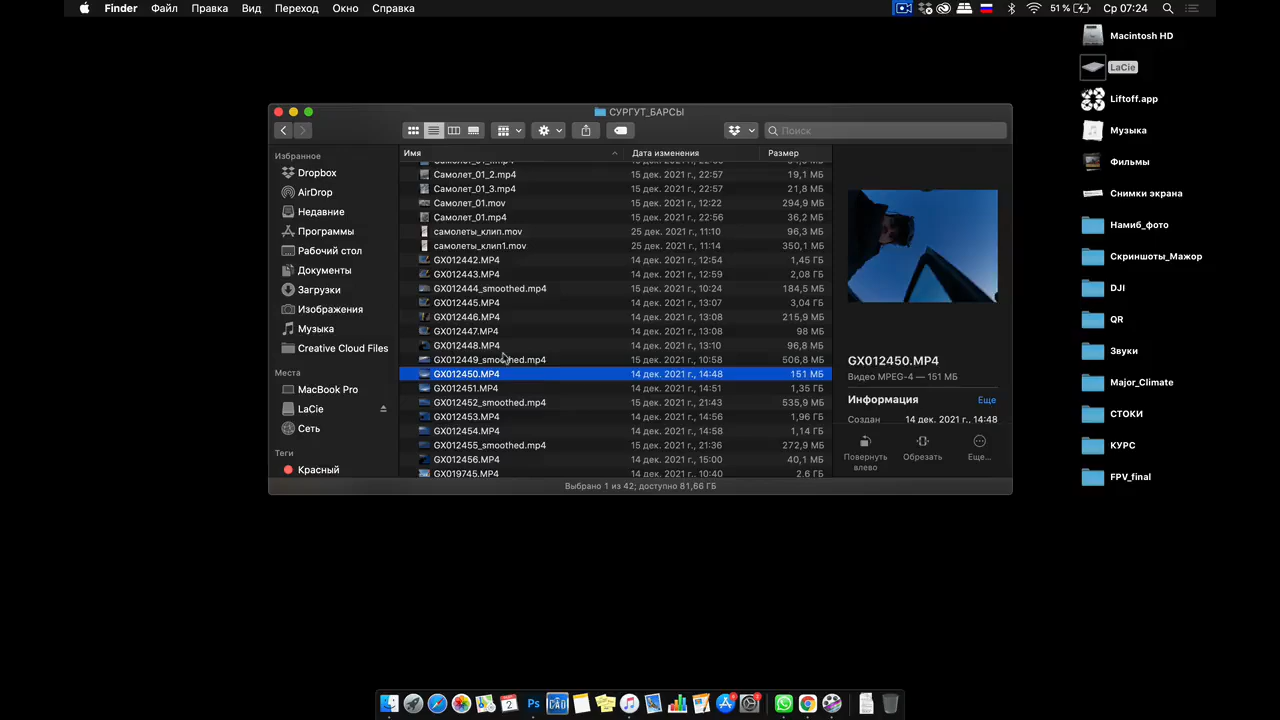 Finder Файл Правка Вид Переход Окно Справка 51 % Ср 07:24
Macintosh HD
LaCie
Liftoff.app
Музыка
Фильмы
Снимки экрана
Намиб_фото
Скриншоты_Мажор
DJI
QR
Звуки
Major_Climate
СТОКИ
КУРС
FPV_final
СУРГУТ_БАРСЫ
Поиск
Избранное
Dropbox
AirDrop
Недавние
Программы
Рабочий стол
Документы
Загрузки
Изображения
Музыка
Creative Cloud Files
Места
MacBook Pro
LaCie
Сеть
Теги
Красный
Имя Дата изменения Размер
Самолет_01_2.mp4 15 дек. 2021 г., 22:57 19,1 МБ
Самолет_01_3.mp4 15 дек. 2021 г., 22:57 21,8 МБ
Самолет_01.mov 15 дек. 2021 г., 12:22 294,9 МБ
Самолет_01.mp4 15 дек. 2021 г., 22:56 36,2 МБ
самолеты_клип.mov 25 дек. 2021 г., 11:10 96,3 МБ
самолеты_клип1.mov 25 дек. 2021 г., 11:14 350,1 МБ
GX012442.MP4 14 дек. 2021 г., 12:54 1,45 ГБ
GX012443.MP4 14 дек. 2021 г., 12:59 2,08 ГБ
GX012444_smoothed.mp4 15 дек. 2021 г., 10:24 184,5 МБ
GX012445.MP4 14 дек. 2021 г., 13:07 3,04 ГБ
GX012446.MP4 14 дек. 2021 г., 13:08 215,9 МБ
GX012447.MP4 14 дек. 2021 г., 13:08 98 МБ
GX012448.MP4 14 дек. 2021 г., 13:10 96,8 МБ
GX012449_smoothed.mp4 15 дек. 2021 г., 10:58 506,8 МБ
GX012450.MP4 14 дек. 2021 г., 14:48 151 МБ
GX012451.MP4 14 дек. 2021 г., 14:51 1,35 ГБ
GX012452_smoothed.mp4 15 дек. 2021 г., 21:43 535,9 МБ
GX012453.MP4 14 дек. 2021 г., 14:56 1,96 ГБ
GX012454.MP4 14 дек. 2021 г., 14:58 1,14 ГБ
GX012455_smoothed.mp4 15 дек. 2021 г., 21:36 272,9 МБ
GX012456.MP4 14 дек. 2021 г., 15:00 40,1 МБ
GX019745.MP4 14 дек. 2021 г., 10:40 2,6 ГБ
GX012450.MP4
Видео MPEG-4 — 151 МБ
Информация Еще
Создан 14 дек. 2021 г., 14:48
Повернуть влево
Обрезать
Еще...
Выбрано 1 из 42; доступно 81,66 ГБ
Ps